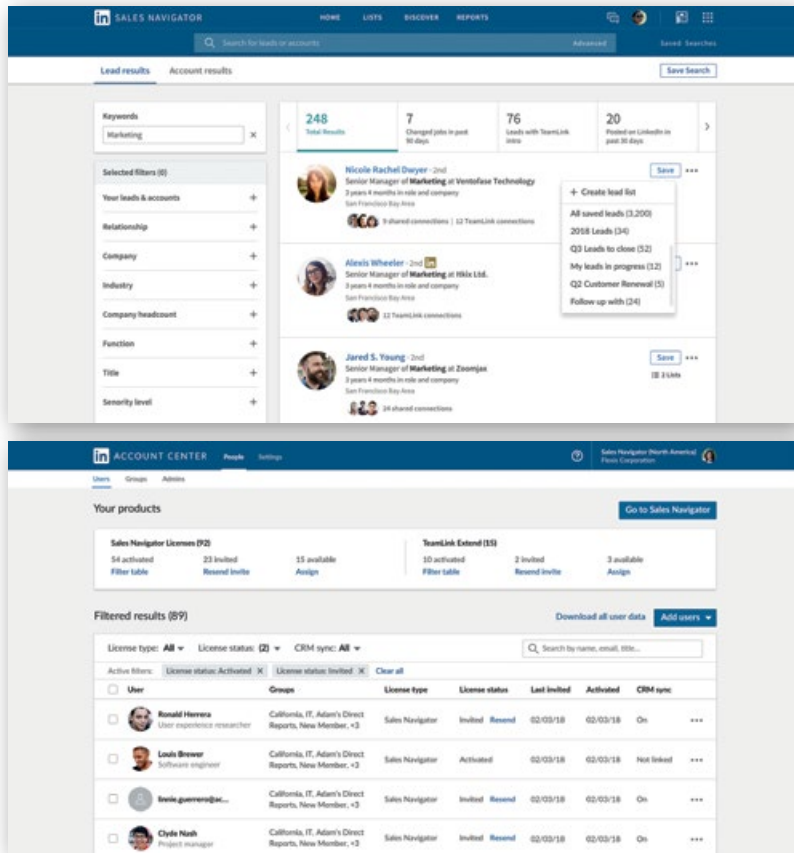 in SALES NAVIGATOR HOME LISTS DISCOVER REPORTS
Search for leads or accounts Advanced Saved Searches
Lead results Account results Save Search
Keywords
Marketing
Selected filters (0)
Your leads & accounts
Relationship
Company
Industry
Company headcount
Function
Title
Senority level
248
Total Results
7
Changed jobs in past
90 days
76
Leads with TeamLink
intro
20
Posted on LinkedIn in
past 30 days
Nicole Rachel Dwyer · 2nd
Senior Manager of Marketing at Ventofase Technology
3 years 4 months in role and company
San Francisco Bay Area
9 shared connections | 12 TeamLink connections
Save
+ Create lead list
All saved leads (3,200)
2018 Leads (34)
Q3 Leads to close (52)
My leads in progress (12)
Q2 Customer Renewal (5)
Follow up with (24)
Alexis Wheeler · 2nd in
Senior Manager of Marketing at Itkix Ltd.
3 years 4 months in role and company
San Francisco Bay Area
12 TeamLink connections
Jared S. Young · 2nd
Senior Manager of Marketing at Zoomjax
3 years 4 months in role and company
San Francisco Bay Area
24 shared connections
Save
2 Lists
in ACCOUNT CENTER People Settings
Sales Navigator (North America)
Flexis Corporation
Users Groups Admins
Your products
Go to Sales Navigator
Sales Navigator Licenses (92)
54 activated 23 invited 15 available
Filter table Resend invite Assign
TeamLink Extend (15)
10 activated 2 invited 3 available
Filter table Resend invite Assign
Filtered results (89)
Download all user data Add users
License type: All License status: (2) CRM sync: All
Search by name, email, title...
Active filters: License status: Activated X License status: Invited X Clear all
User Groups License type License status Last invited Activated CRM sync
Ronald Herrera
User experience researcher
California, IT, Adam's Direct
Reports, New Member, +3
Sales Navigator Invited Resend 02/03/18 02/03/18 On
Louis Brewer
Software engineer
California, IT, Adam's Direct
Reports, New Member, +3
Sales Navigator Activated 02/03/18 02/03/18 Not linked
linnie.guerrero@ac...
California, IT, Adam's Direct
Reports, New Member, +3
Sales Navigator Invited Resend 02/03/18 02/03/18 On
Clyde Nash
Project manager
California, IT, Adam's Direct
Reports, New Member, +3
Sales Navigator Invited Resend 02/03/18 02/03/18 On